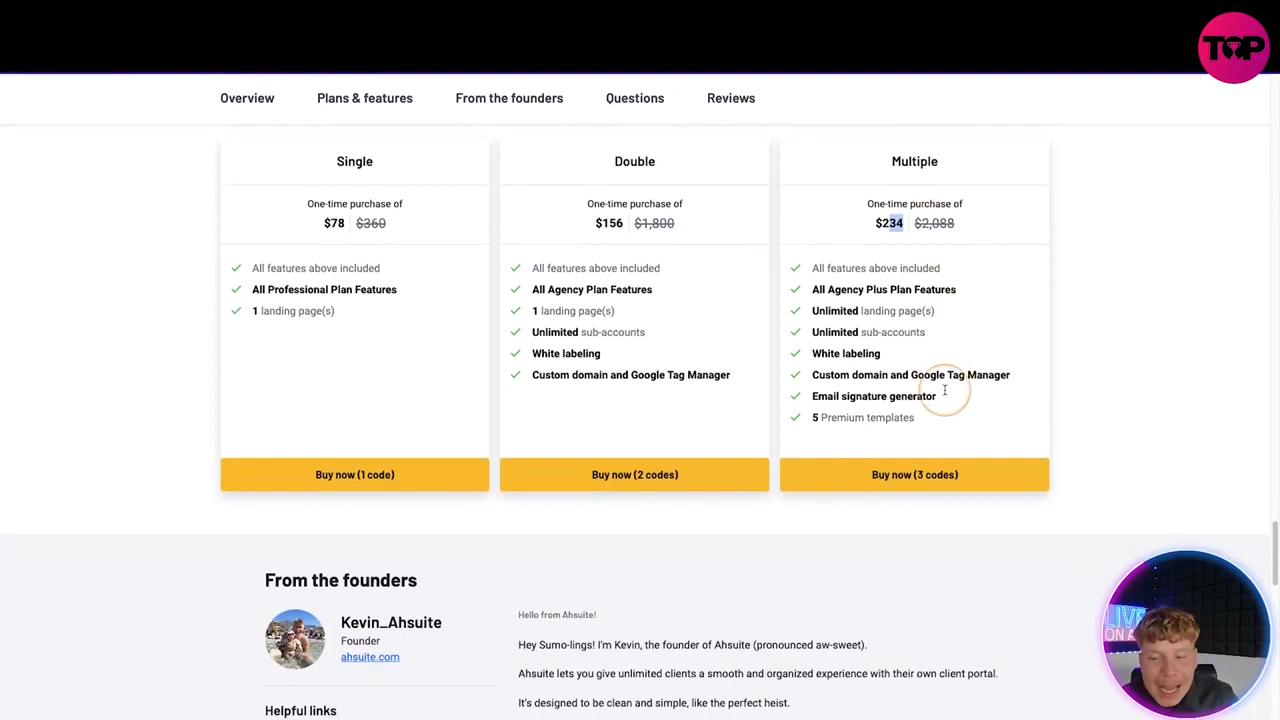 TOP
Overview
Plans & features
From the founders
Questions
Reviews
Single
One-time purchase of
$78 $360
All features above included
All Professional Plan Features
1 landing page(s)
Buy now (1 code)
Double
One-time purchase of
$156 $1,800
All features above included
All Agency Plan Features
1 landing page(s)
Unlimited sub-accounts
White labeling
Custom domain and Google Tag Manager
Buy now (2 codes)
Multiple
One-time purchase of
$234 $2,088
All features above included
All Agency Plus Plan Features
Unlimited landing page(s)
Unlimited sub-accounts
White labeling
Custom domain and Google Tag Manager
Email signature generator
5 Premium templates
Buy now (3 codes)
From the founders
Kevin_Ahsuite
Founder
ahsuite.com
Helpful links
Hello from Ahsuite!
Hey Sumo-lings! I'm Kevin, the founder of Ahsuite (pronounced aw-sweet).
Ahsuite lets you give unlimited clients a smooth and organized experience with their own client portal.
It's designed to be clean and simple, like the perfect heist.
LIVE
ON A